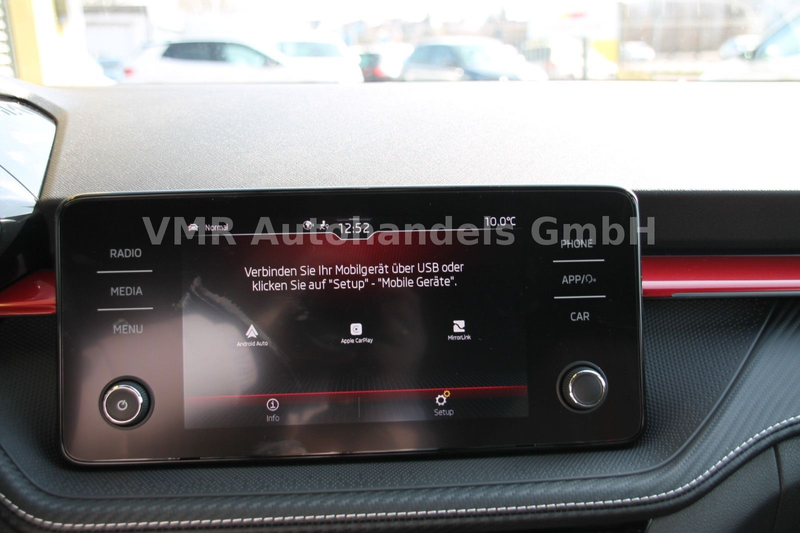 VMR Autohandels GmbH
Normal
12:52
10.0°C
RADIO
MEDIA
MENU
Verbinden Sie Ihr Mobilgerät über USB oder
klicken Sie auf "Setup" - "Mobile Geräte".
Android Auto
Apple CarPlay
MirrorLink
Info
Setup
PHONE
APP/
CAR